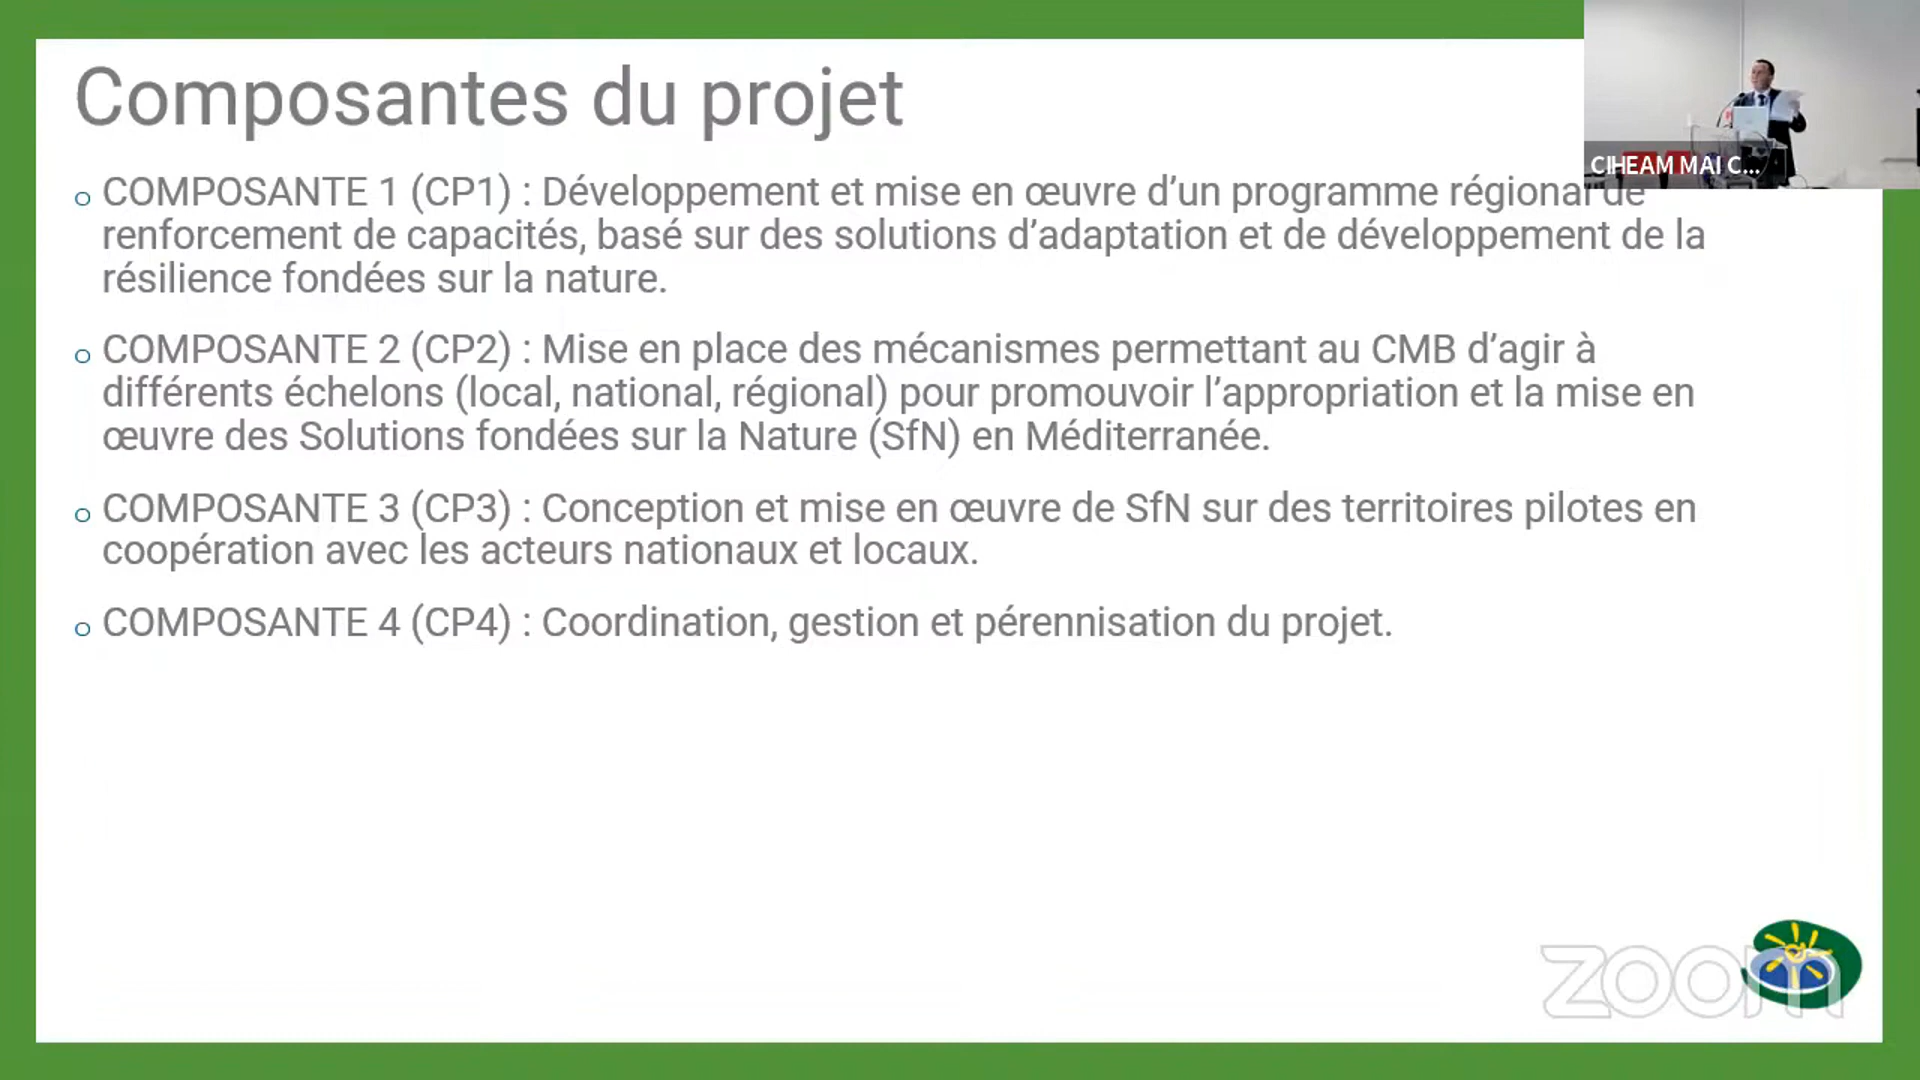 Composantes du projet
CIHEAM MAI C...
o COMPOSANTE 1 (CP1) : Développement et mise en œuvre d’un programme régional de
renforcement de capacités, basé sur des solutions d’adaptation et de développement de la
résilience fondées sur la nature.
o COMPOSANTE 2 (CP2) : Mise en place des mécanismes permettant au CMB d’agir à
différents échelons (local, national, régional) pour promouvoir l’appropriation et la mise en
œuvre des Solutions fondées sur la Nature (SfN) en Méditerranée.
o COMPOSANTE 3 (CP3) : Conception et mise en œuvre de SfN sur des territoires pilotes en
coopération avec les acteurs nationaux et locaux.
o COMPOSANTE 4 (CP4) : Coordination, gestion et pérennisation du projet.
zoom